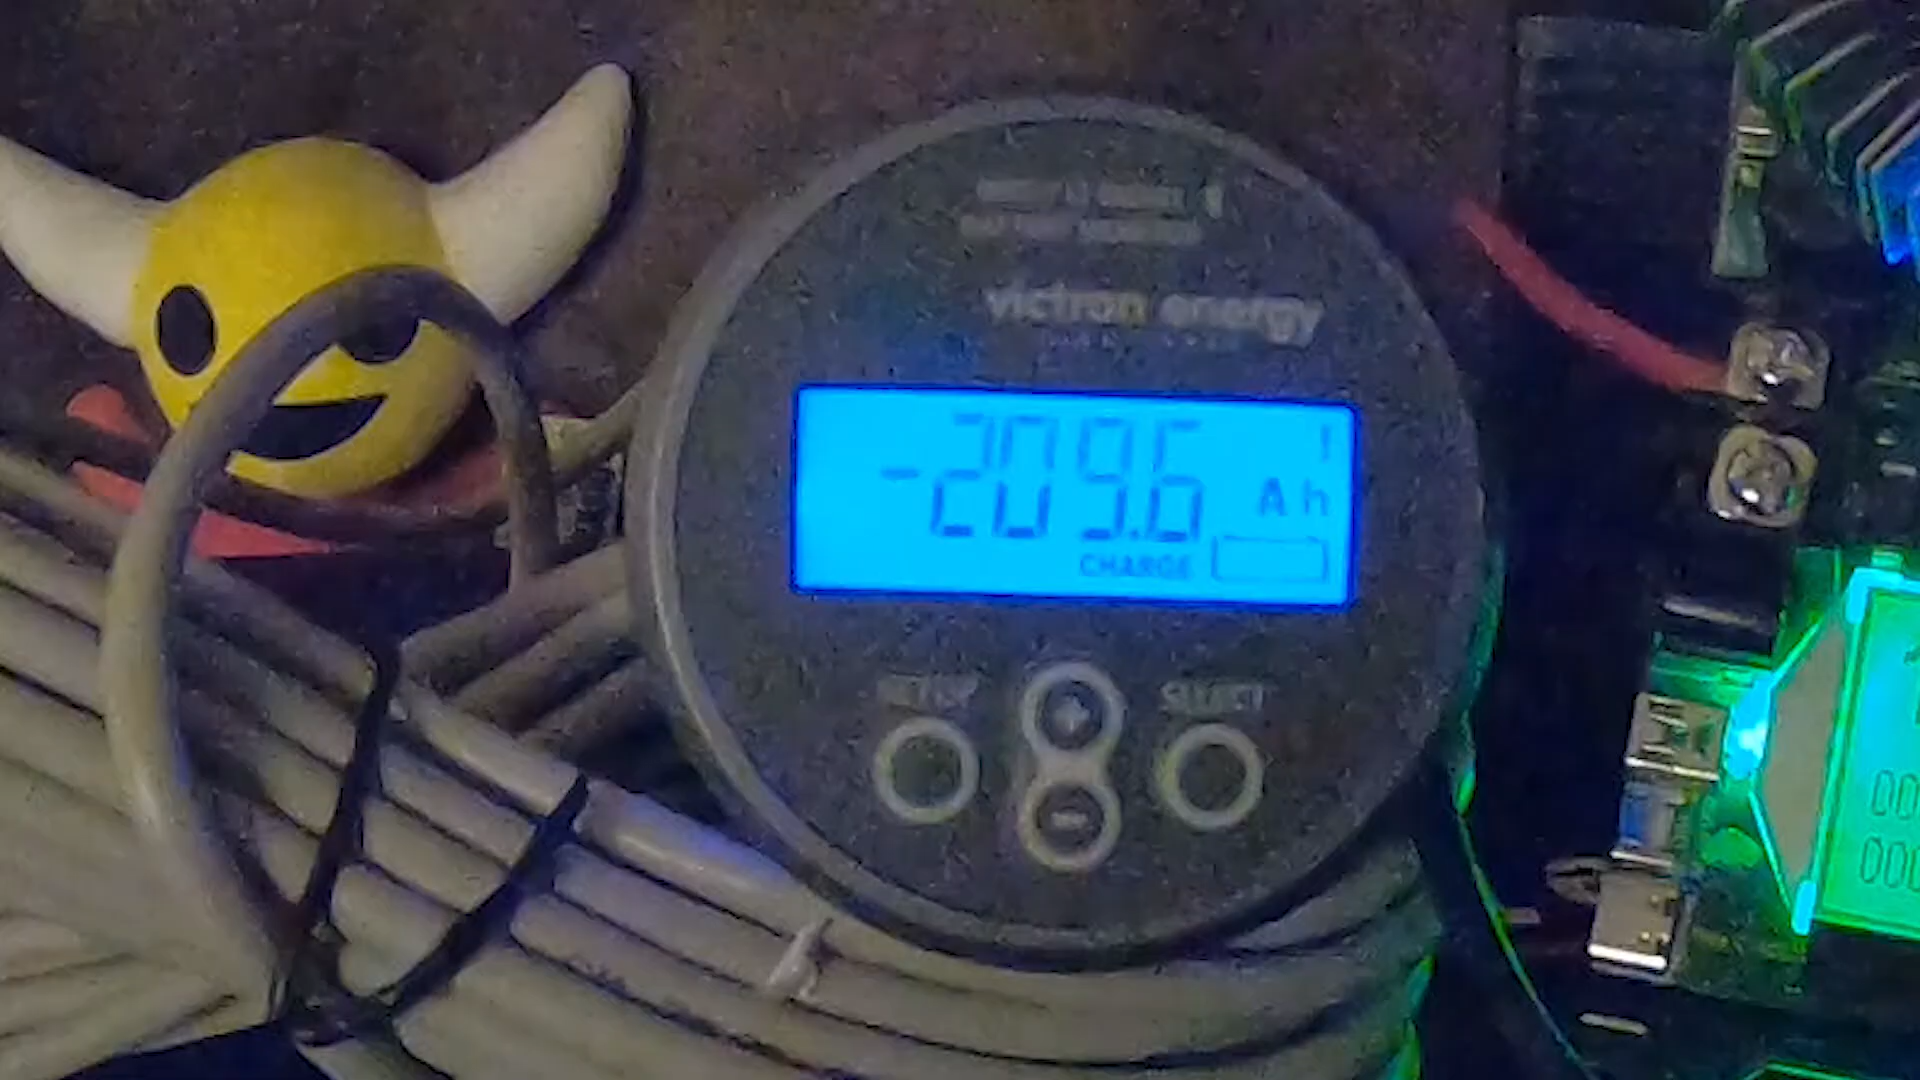 victron energy
-209.6
Ah
CHARGE
SETUP
+
SELECT
-